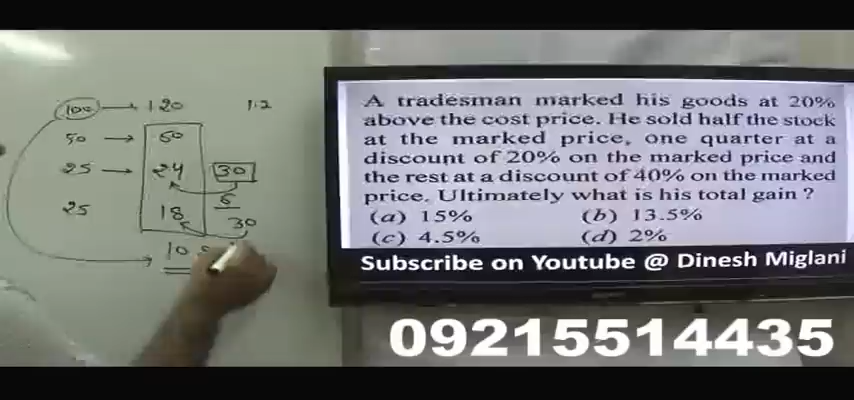 100 → 120 1.2
50 → 60
25 → 24 30
6
25 18 30
10
A tradesman marked his goods at 20%
above the cost price. He sold half the stock
at the marked price, one quarter at a
discount of 20% on the marked price and
the rest at a discount of 40% on the marked
price. Ultimately what is his total gain ?
(a) 15% (b) 13.5%
(c) 4.5% (d) 2%
Subscribe on Youtube @ Dinesh Miglani
09215514435